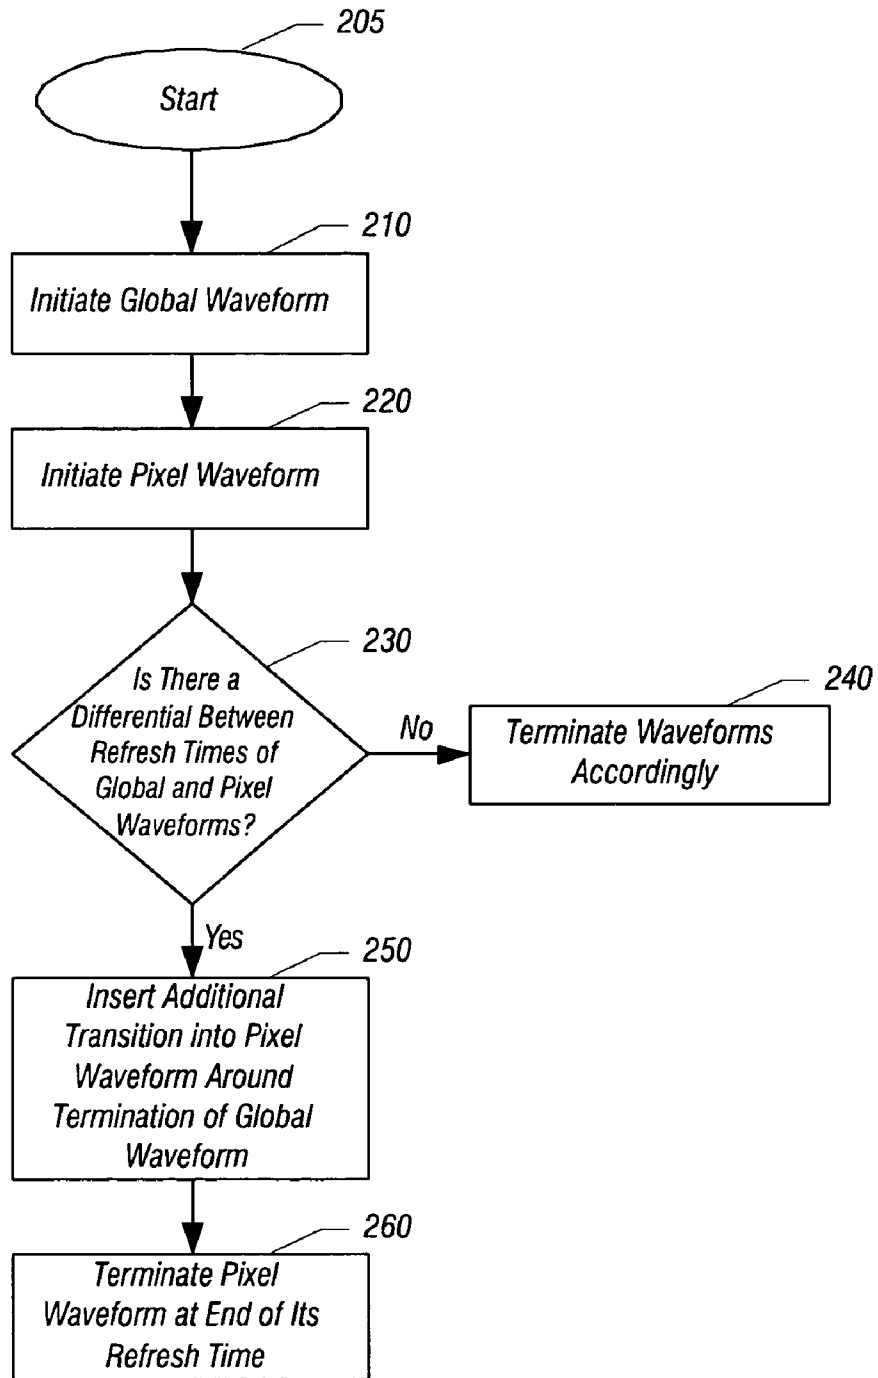 205
Start
210
Initiate Global Waveform
220
Initiate Pixel Waveform
230
Is There a
Differential Between
Refresh Times of
Global and Pixel
Waveforms?
No
240
Terminate Waveforms
Accordingly
Yes
250
Insert Additional
Transition into Pixel
Waveform Around
Termination of Global
Waveform
260
Terminate Pixel
Waveform at End of Its
Refresh Time